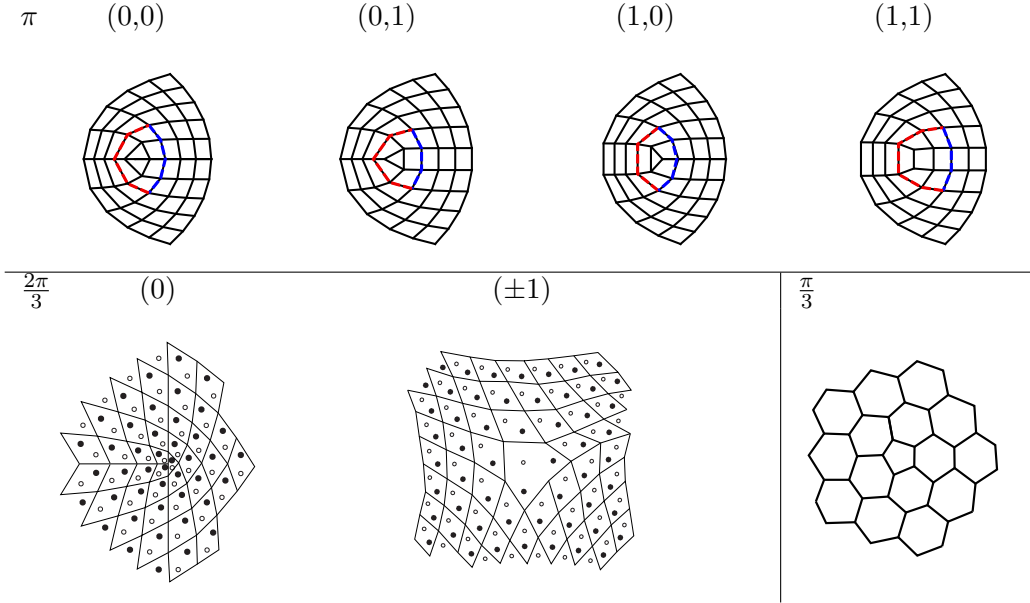 π (0,0) (0,1) (1,0) (1,1)
2π/3 (0) (±1) π/3